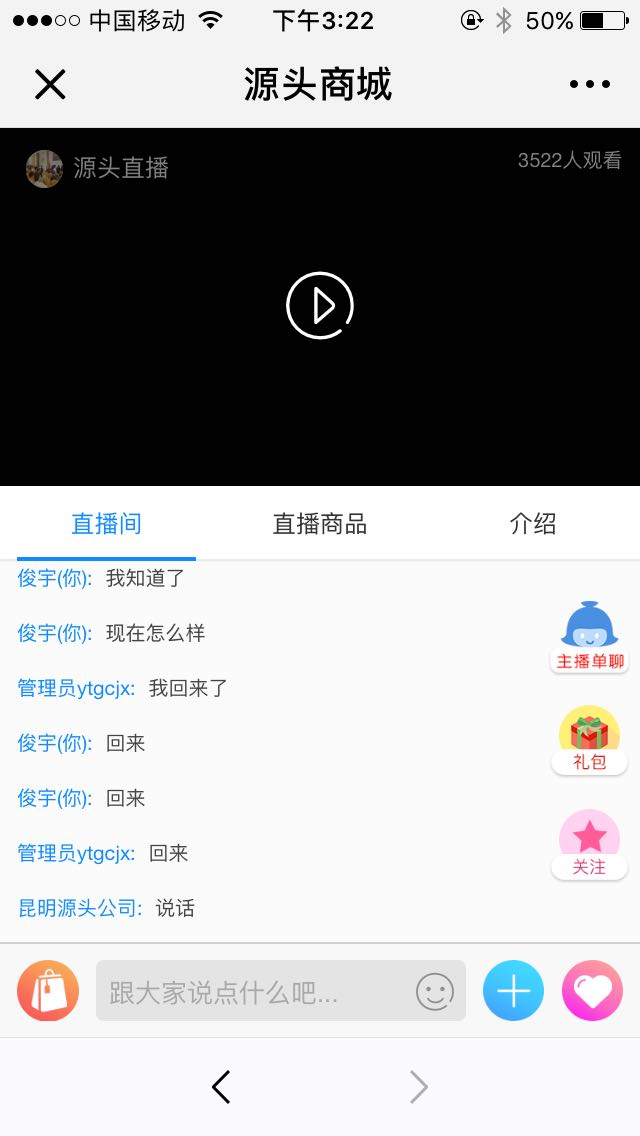 中国移动 下午3:22 50%
源头商城
源头直播 3522人观看
直播间 直播商品 介绍
俊宇(你): 我知道了
俊宇(你): 现在怎么样
主播单聊
管理员ytgcjx: 我回来了
俊宇(你): 回来
礼包
俊宇(你): 回来
管理员ytgcjx: 回来
关注
昆明源头公司: 说话
跟大家说点什么吧...